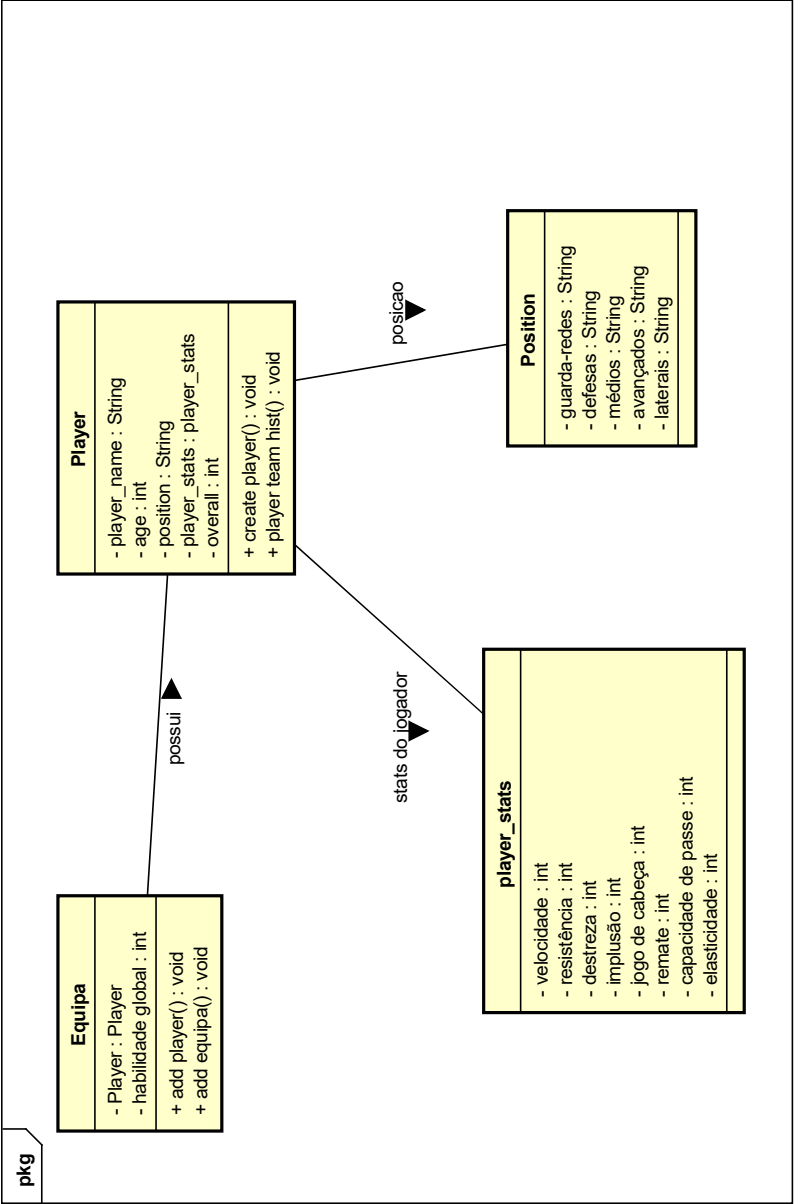 pkg
Equipa
- Player : Player
- habilidade global : int
+ add player() : void
+ add equipa() : void
possui
Player
- player_name : String
- age : int
- position : String
- player_stats : player_stats
- overall : int
+ create player() : void
+ player team hist() : void
stats do jogador
posicao
player_stats
- velocidade : int
- resistência : int
- destreza : int
- implusão : int
- jogo de cabeça : int
- remate : int
- capacidade de passe : int
- elasticidade : int
Position
- guarda-redes : String
- defesas : String
- médios : String
- avançados : String
- laterais : String